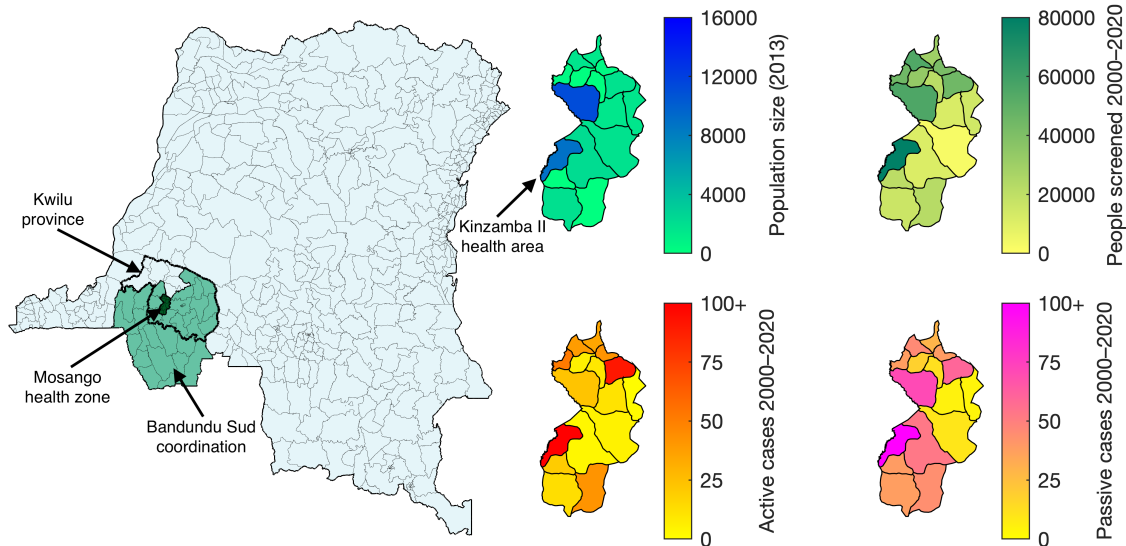 Kwilu
province
Mosango
health zone
Bandundu Sud
coordination
Kinzamba II
health area
16000
12000
8000
4000
0
Population size (2013)
80000
60000
40000
20000
0
People screened 2000–2020
100+
75
50
25
0
Active cases 2000–2020
100+
75
50
25
0
Passive cases 2000–2020